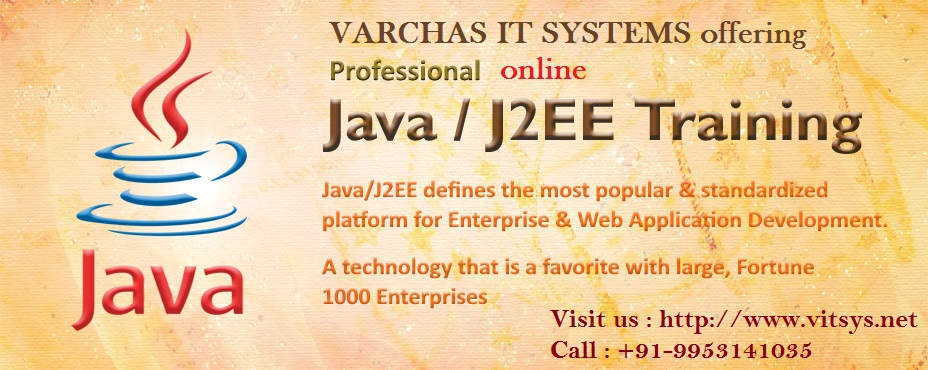 VARCHAS IT SYSTEMS offering
Professional online
Java / J2EE Training
Java/J2EE defines the most popular & standardized
platform for Enterprise & Web Application Development.
A technology that is a favorite with large, Fortune
1000 Enterprises
Java
Visit us : http://www.vitsys.net
Call : +91-9953141035